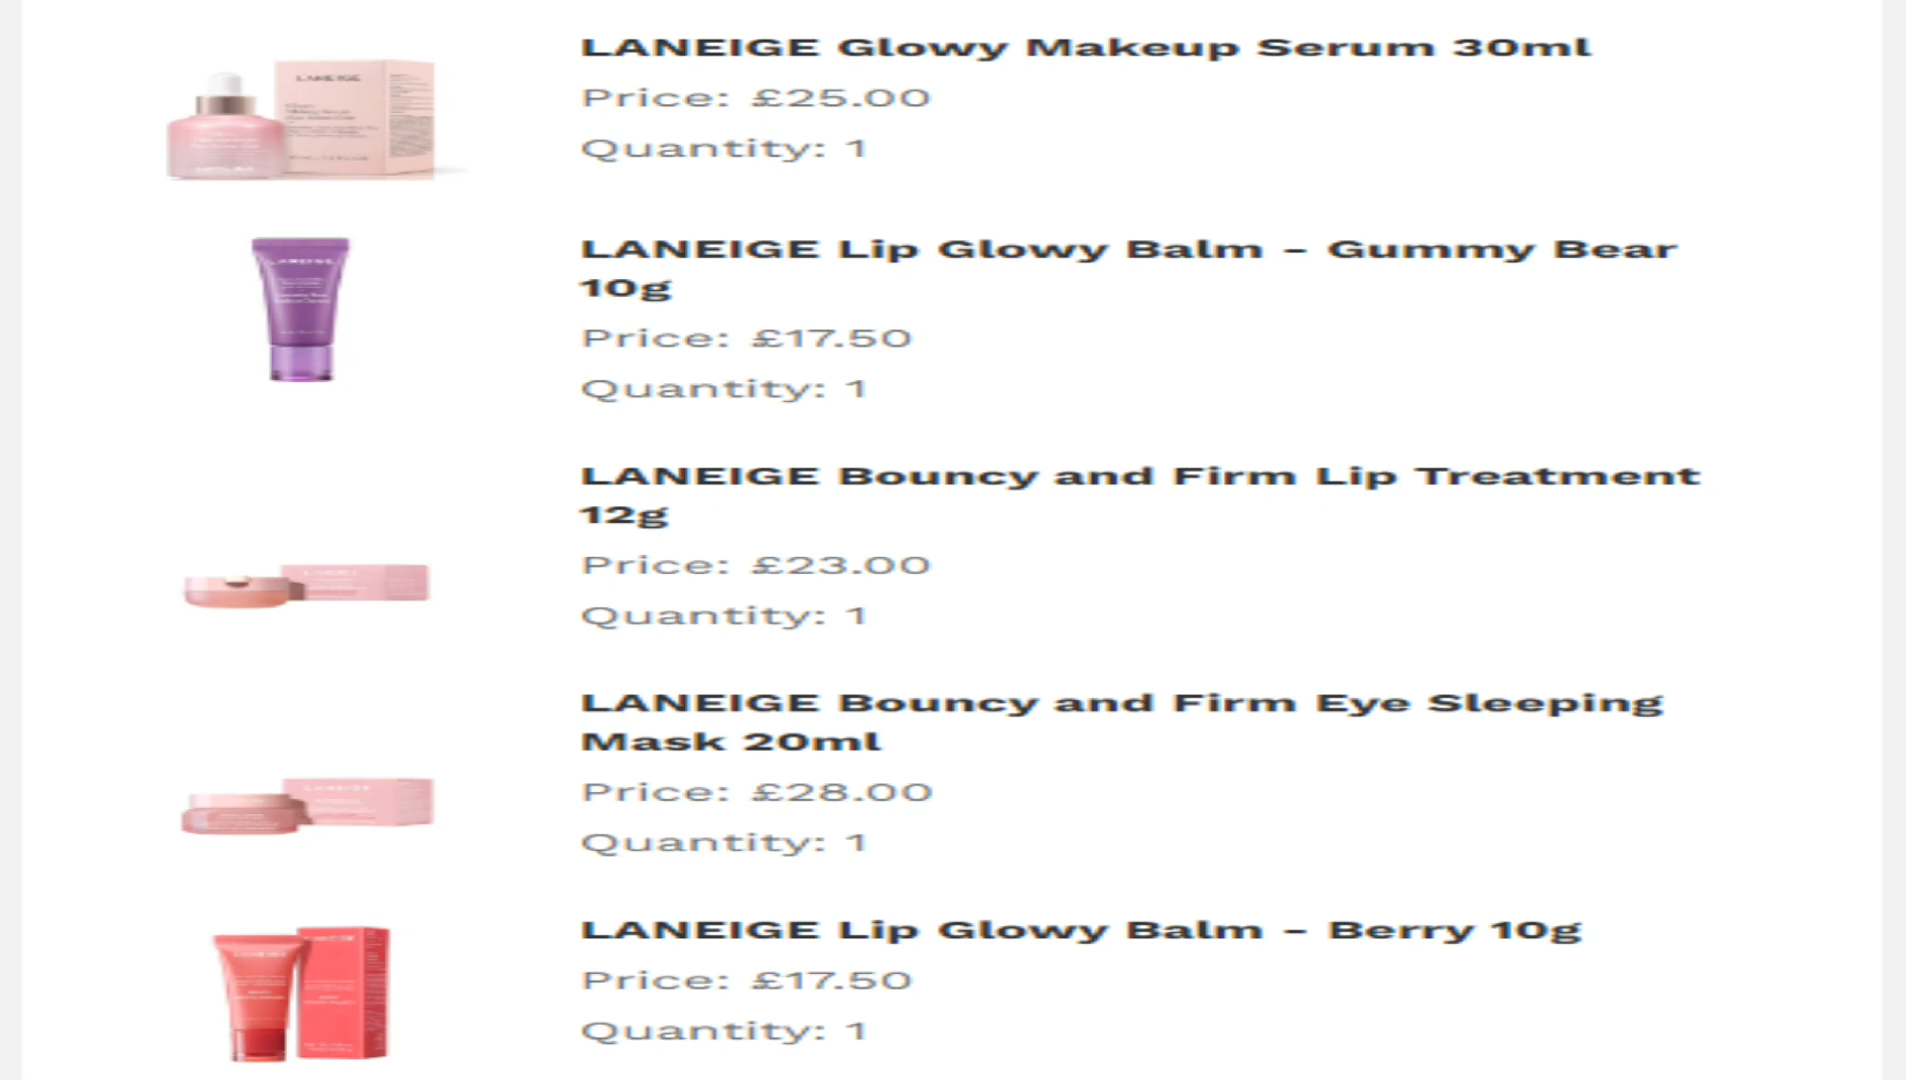 LANEIGE Glowy Makeup Serum 30ml
Price: £25.00
Quantity: 1
LANEIGE Lip Glowy Balm - Gummy Bear
10g
Price: £17.50
Quantity: 1
LANEIGE Bouncy and Firm Lip Treatment
12g
Price: £23.00
Quantity: 1
LANEIGE Bouncy and Firm Eye Sleeping
Mask 20ml
Price: £28.00
Quantity: 1
LANEIGE Lip Glowy Balm - Berry 10g
Price: £17.50
Quantity: 1